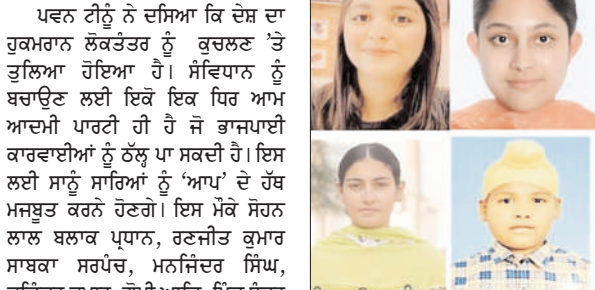 ਪਵਨ ਟੀਨੂੰ ਨੇ ਦਸਿਆ ਕਿ ਦੇਸ਼ ਦਾ
ਹੁਕਮਰਾਨ ਲੋਕਤੰਤਰ ਨੂੰ ਕੁਚਲਣ ’ਤੇ
ਤੁਲਿਆ ਹੋਇਆ ਹੈ। ਸੰਵਿਧਾਨ ਨੂੰ
ਬਚਾਉਣ ਲਈ ਇਕੋ ਇਕ ਧਿਰ ਆਮ
ਆਦਮੀ ਪਾਰਟੀ ਹੀ ਹੈ ਜੋ ਭਾਜਪਾਈ
ਕਾਰਵਾਈਆਂ ਨੂੰ ਠੱਲ੍ਹ ਪਾ ਸਕਦੀ ਹੈ। ਇਸ
ਲਈ ਸਾਨੂੰ ਸਾਰਿਆਂ ਨੂੰ ‘ਆਪ’ ਦੇ ਹੱਥ
ਮਜਬੂਤ ਕਰਨੇ ਹੋਣਗੇ। ਇਸ ਮੌਕੇ ਸੋਹਨ
ਲਾਲ ਬਲਾਕ ਪ੍ਰਧਾਨ, ਰਣਜੀਤ ਕੁਮਾਰ
ਸਾਬਕਾ ਸਰਪੰਚ, ਮਨਜਿੰਦਰ ਸਿੰਘ,